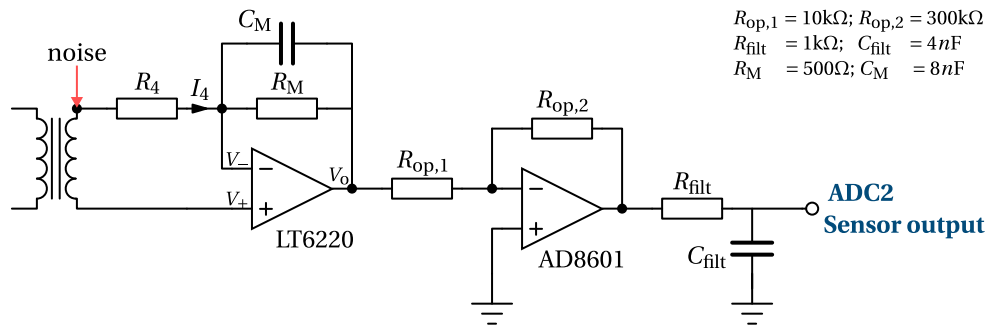 R_op,1 = 10kΩ; R_op,2 = 300kΩ
R_filt = 1kΩ; C_filt = 4nF
R_M = 500Ω; C_M = 8nF
C_M
noise
R_4
I_4
R_M
R_op,2
V_−
−
V_o
R_op,1
V_+
+
LT6220
−
+
AD8601
R_filt
ADC2
Sensor output
C_filt